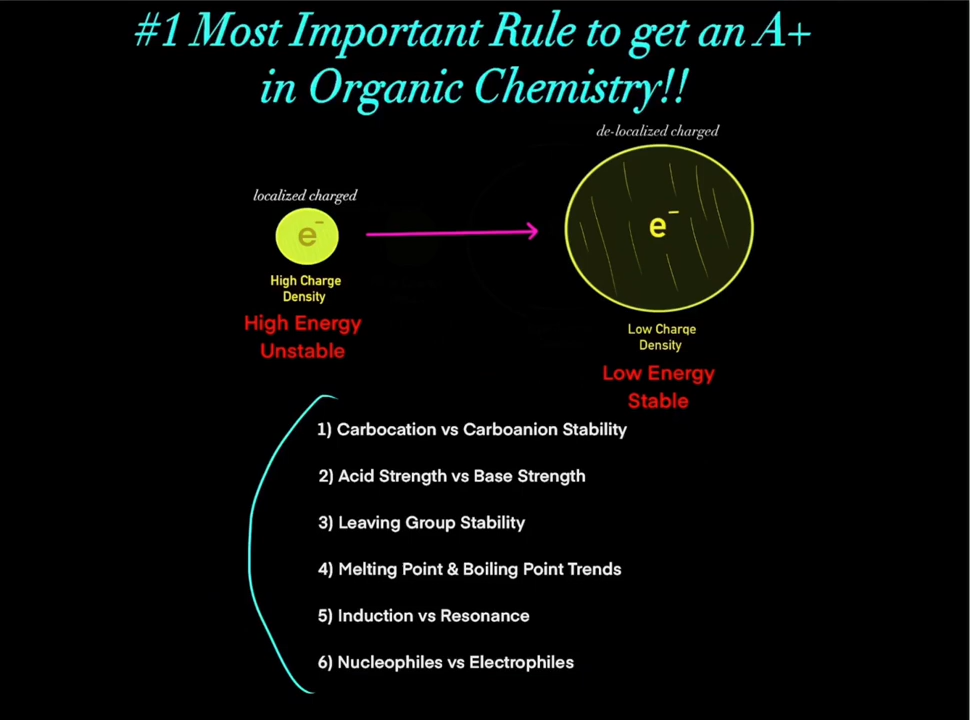 #1 Most Important Rule to get an A+
in Organic Chemistry!!
de-localized charged
localized charged
e⁻
e⁻
High Charge
Density
High Energy
Unstable
Low Charge
Density
Low Energy
Stable
1) Carbocation vs Carboanion Stability
2) Acid Strength vs Base Strength
3) Leaving Group Stability
4) Melting Point & Boiling Point Trends
5) Induction vs Resonance
6) Nucleophiles vs Electrophiles